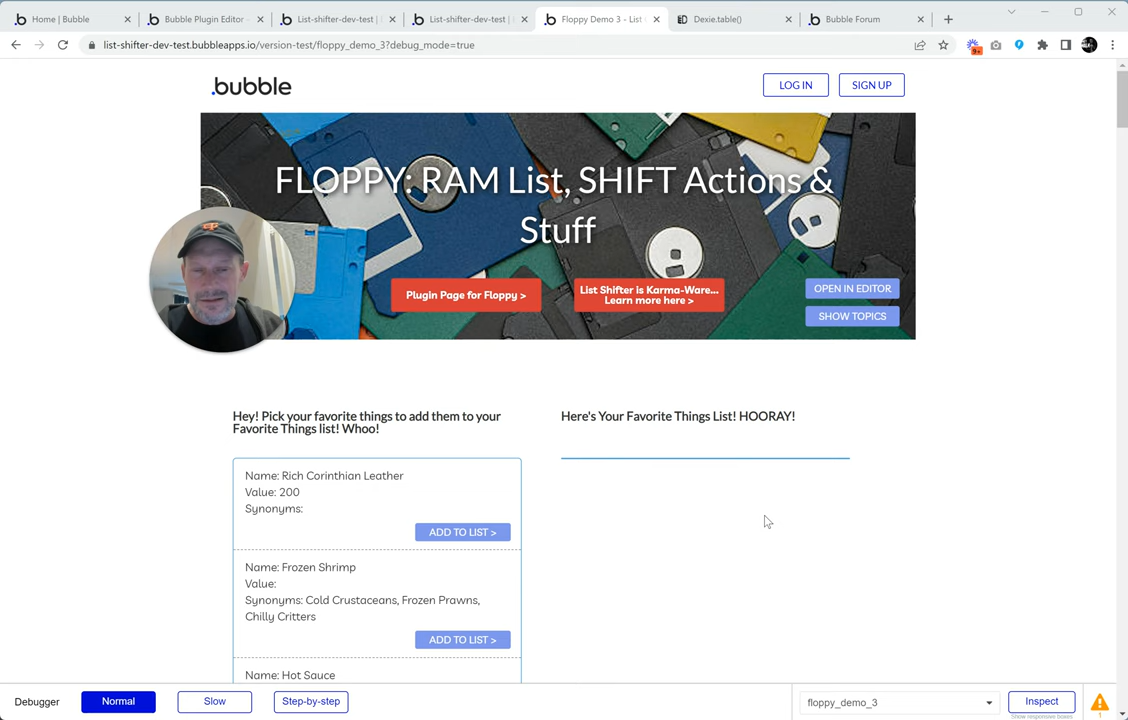 Home | Bubble
Bubble Plugin Editor -
List-shifter-dev-test |
List-shifter-dev-test |
Floppy Demo 3 - List
Dexie.table()
Bubble Forum
list-shifter-dev-test.bubbleapps.io/version-test/floppy_demo_3?debug_mode=true
9+
.bubble
LOG IN
SIGN UP
FLOPPY: RAM List, SHIFT Actions &
Stuff
Plugin Page for Floppy >
List Shifter is Karma-Ware...
Learn more here >
OPEN IN EDITOR
SHOW TOPICS
Hey! Pick your favorite things to add them to your
Favorite Things list! Whoo!
Here's Your Favorite Things List! HOORAY!
Name: Rich Corinthian Leather
Value: 200
Synonyms:
ADD TO LIST >
Name: Frozen Shrimp
Value:
Synonyms: Cold Crustaceans, Frozen Prawns,
Chilly Critters
ADD TO LIST >
Name: Hot Sauce
Debugger
Normal
Slow
Step-by-step
floppy_demo_3
Inspect
Show responsive boxes
1